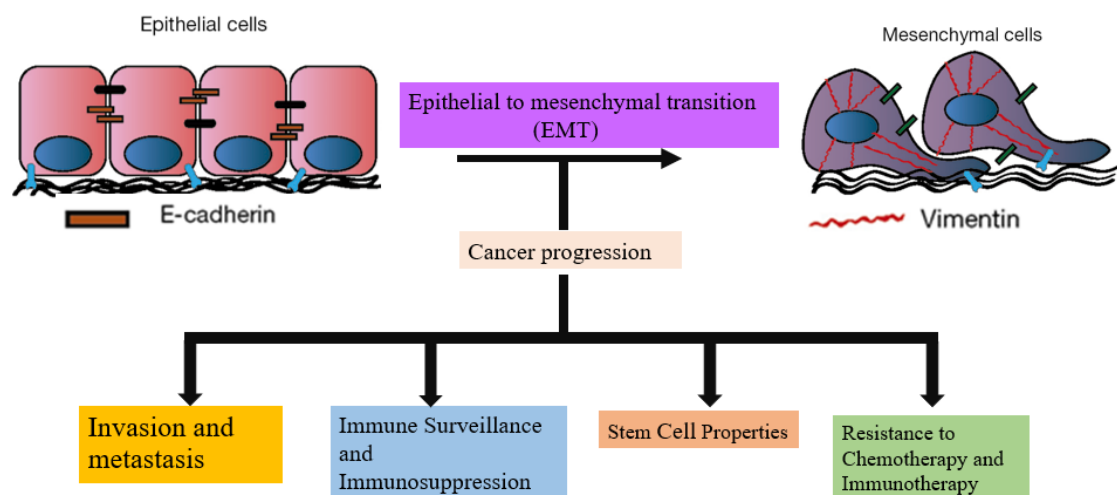 Epithelial cells
Mesenchymal cells
Epithelial to mesenchymal transition
(EMT)
E-cadherin
Vimentin
Cancer progression
Invasion and
metastasis
Immune Surveillance
and
Immunosuppression
Stem Cell Properties
Resistance to
Chemotherapy and
Immunotherapy